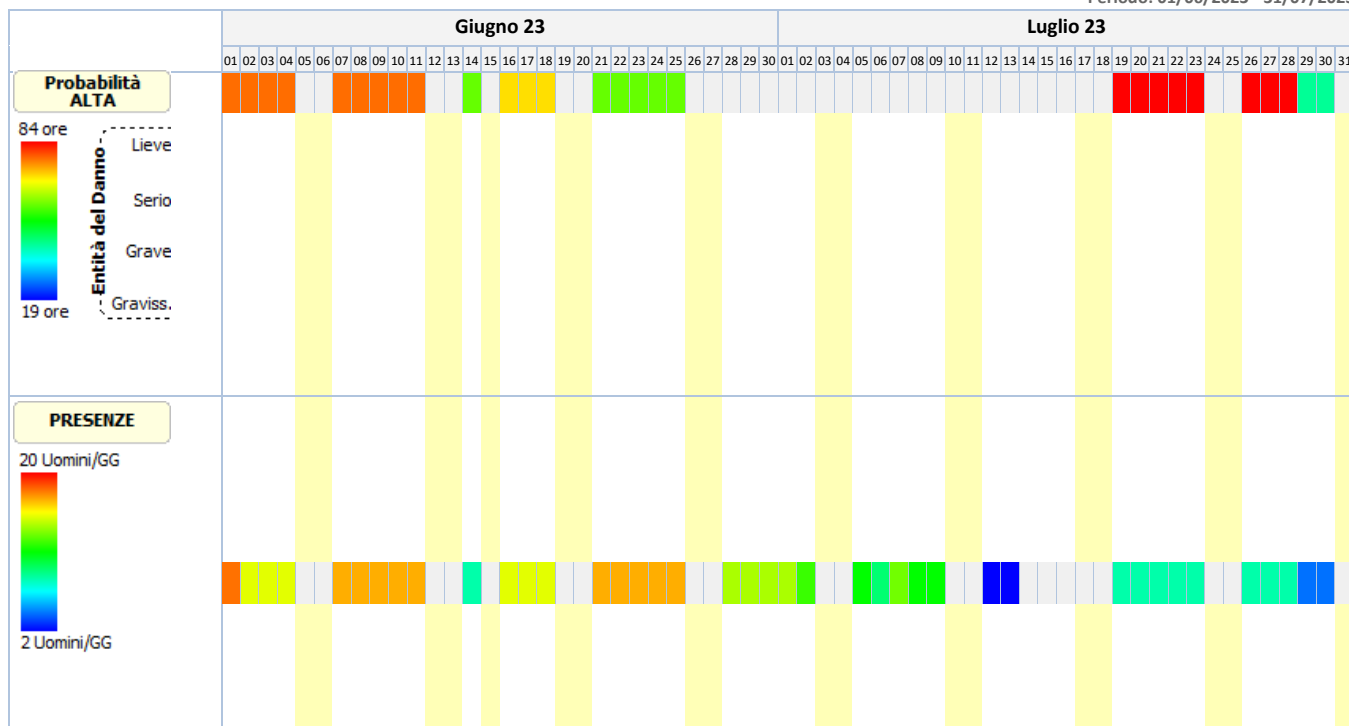 Periodo: 01/06/2023 - 31/07/2023
Giugno 23 Luglio 23
01 02 03 04 05 06 07 08 09 10 11 12 13 14 15 16 17 18 19 20 21 22 23 24 25 26 27 28 29 30 01 02 03 04 05 06 07 08 09 10 11 12 13 14 15 16 17 18 19 20 21 22 23 24 25 26 27 28 29 30 31
Probabilità
ALTA
84 ore
Lieve
Serio
Grave
Graviss.
Entità del Danno
19 ore
PRESENZE
20 Uomini/GG
2 Uomini/GG